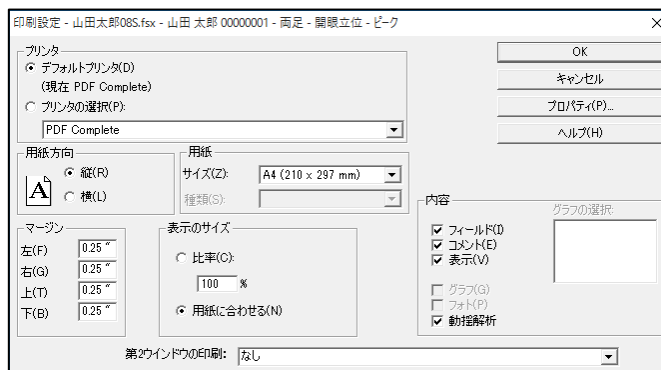 印刷設定 - 山田太郎08S.fsx - 山田 太郎 00000001 - 両足 - 開眼立位 - ピーク
プリンタ
デフォルトプリンタ(D)
(現在 PDF Complete)
プリンタの選択(P):
PDF Complete
OK
キャンセル
プロパティ(P)...
ヘルプ(H)
用紙方向
A
縦(R)
横(L)
用紙
サイズ(Z):
A4 (210 x 297 mm)
種類(S):
マージン
左(F) 0.25 "
右(G) 0.25 "
上(T) 0.25 "
下(B) 0.25 "
表示のサイズ
比率(C):
100 %
用紙に合わせる(N)
内容
グラフの選択:
フィールド(I)
コメント(E)
表示(V)
グラフ(G)
フォト(P)
動揺解析
第2ウインドウの印刷: なし